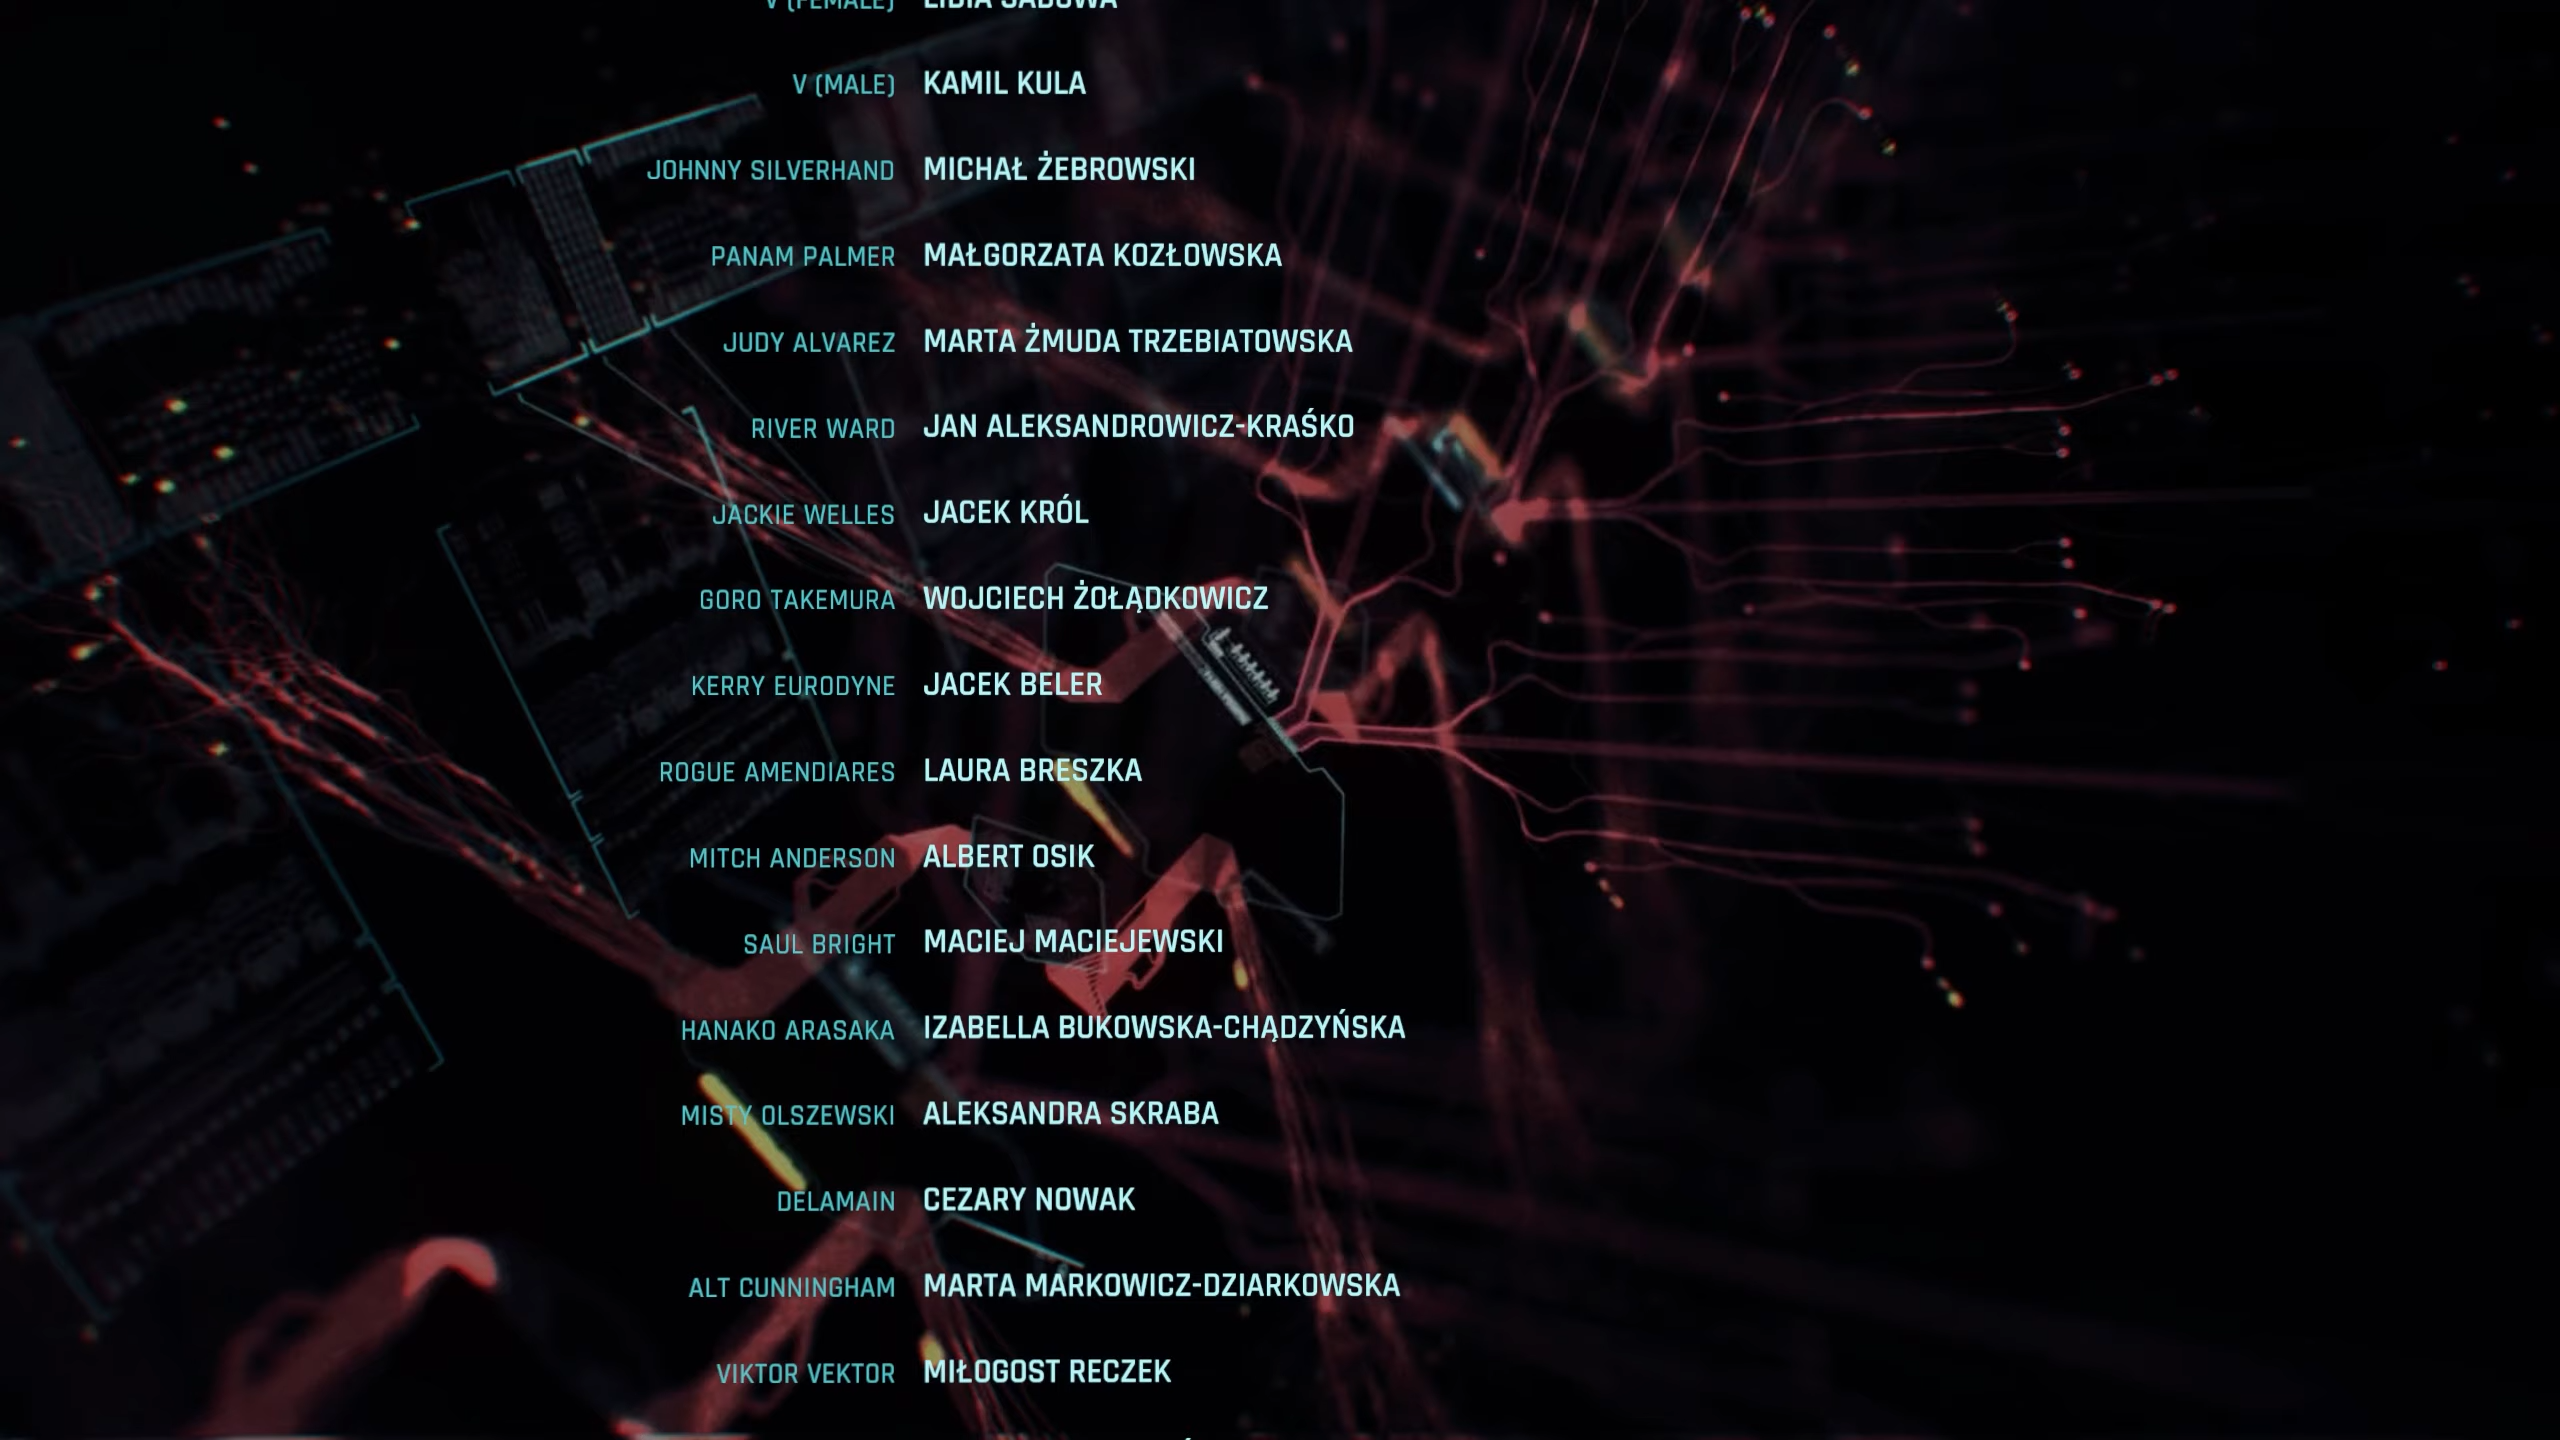 V (FEMALE) LIDIA SADOWA
V (MALE) KAMIL KULA
JOHNNY SILVERHAND MICHAŁ ŻEBROWSKI
PANAM PALMER MAŁGORZATA KOZŁOWSKA
JUDY ALVAREZ MARTA ŻMUDA TRZEBIATOWSKA
RIVER WARD JAN ALEKSANDROWICZ-KRAŚKO
JACKIE WELLES JACEK KRÓL
GORO TAKEMURA WOJCIECH ŻOŁĄDKOWICZ
KERRY EURODYNE JACEK BELER
ROGUE AMENDIARES LAURA BRESZKA
MITCH ANDERSON ALBERT OSIK
SAUL BRIGHT MACIEJ MACIEJEWSKI
HANAKO ARASAKA IZABELLA BUKOWSKA-CHĄDZYŃSKA
MISTY OLSZEWSKI ALEKSANDRA SKRABA
DELAMAIN CEZARY NOWAK
ALT CUNNINGHAM MARTA MARKOWICZ-DZIARKOWSKA
VIKTOR VEKTOR MIŁOGOST RECZEK